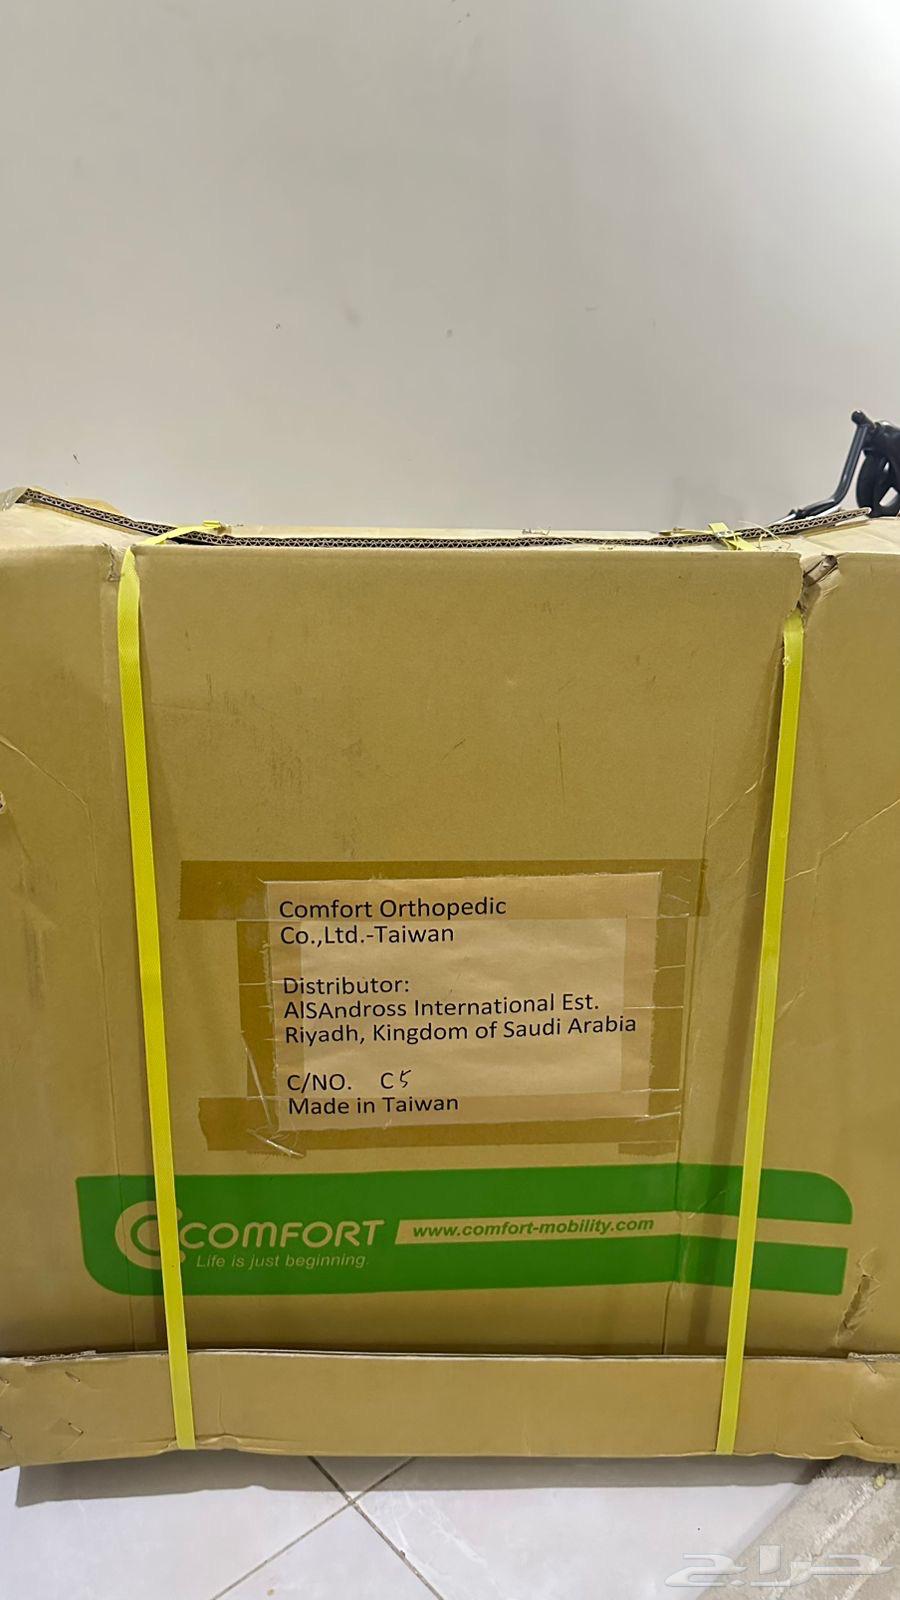 Comfort Orthopedic
Co.,Ltd.-Taiwan
Distributor:
AlSAndross International Est.
Riyadh, Kingdom of Saudi Arabia
C/NO. C5
Made in Taiwan
COMFORT
www.comfort-mobility.com
Life is just beginning.
حراج